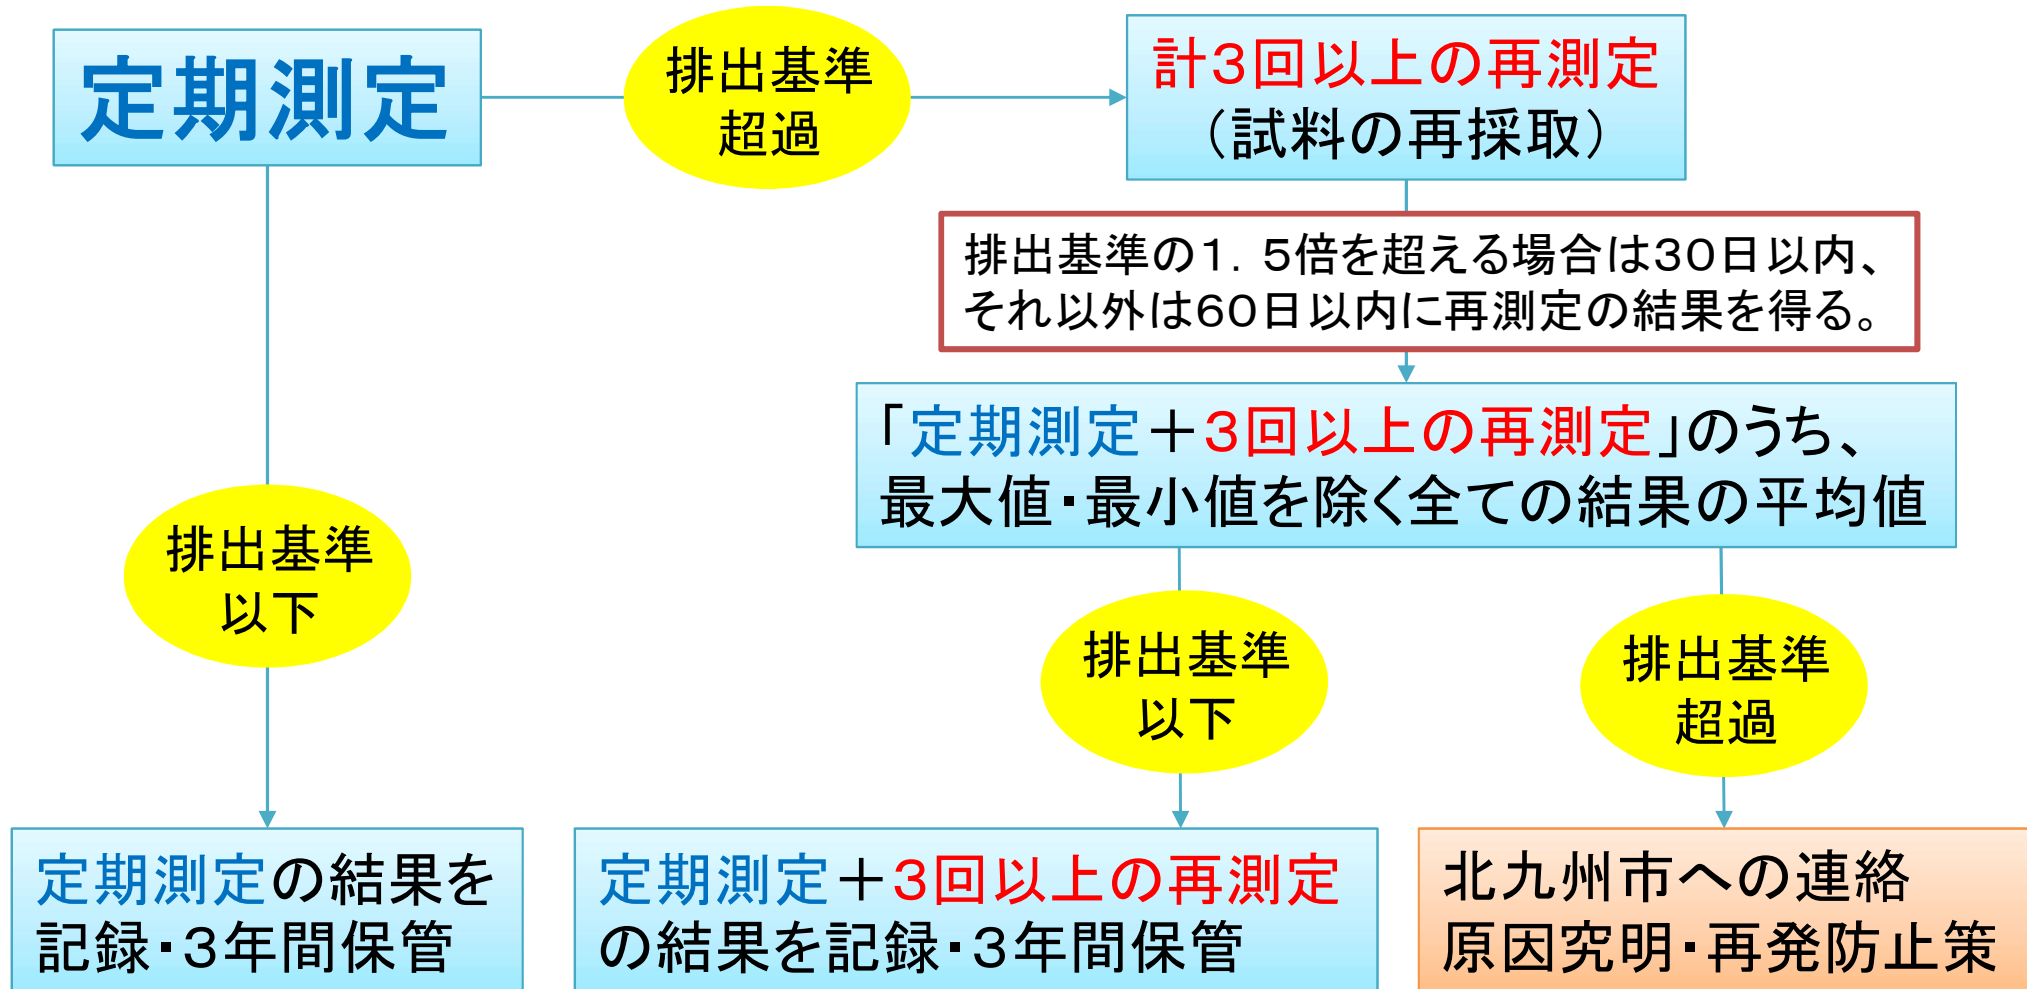 定期測定
排出基準
超過
計3回以上の再測定
（試料の再採取）
排出基準の１．５倍を超える場合は３０日以内、
それ以外は６０日以内に再測定の結果を得る。
「定期測定＋３回以上の再測定」のうち、
最大値・最小値を除く全ての結果の平均値
排出基準
以下
排出基準
以下
排出基準
超過
定期測定の結果を
記録・３年間保管
定期測定＋３回以上の再測定
の結果を記録・３年間保管
北九州市への連絡
原因究明・再発防止策